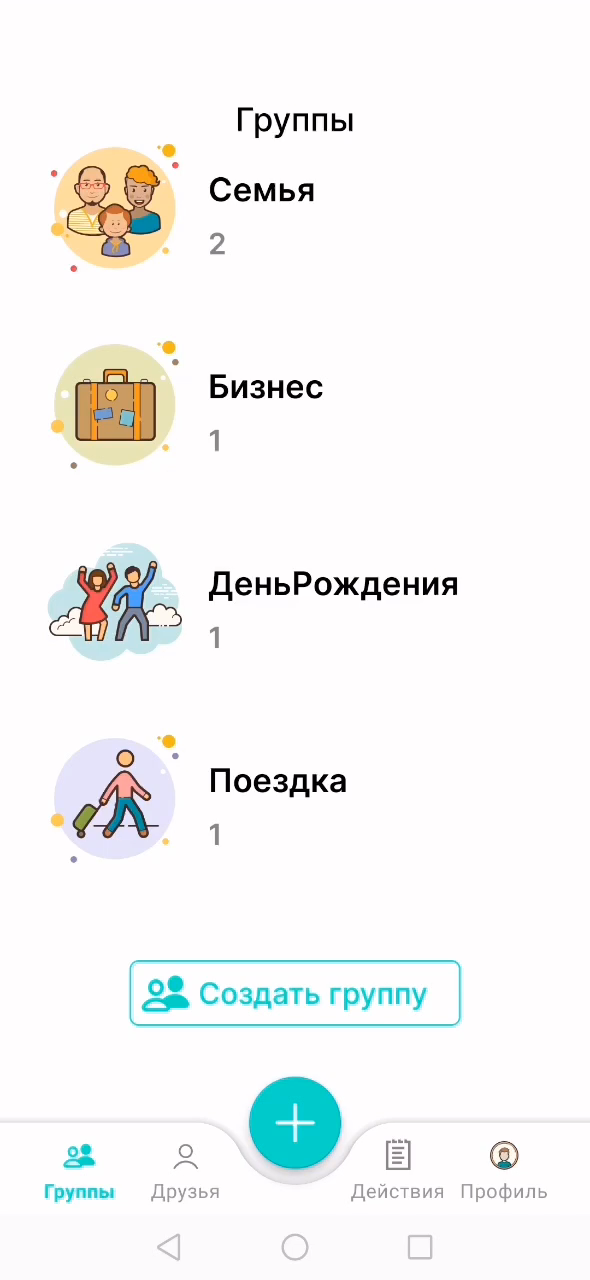 Группы
Семья
2
Бизнес
1
ДеньРождения
1
Поездка
1
Создать группу
Группы
Друзья
Действия
Профиль